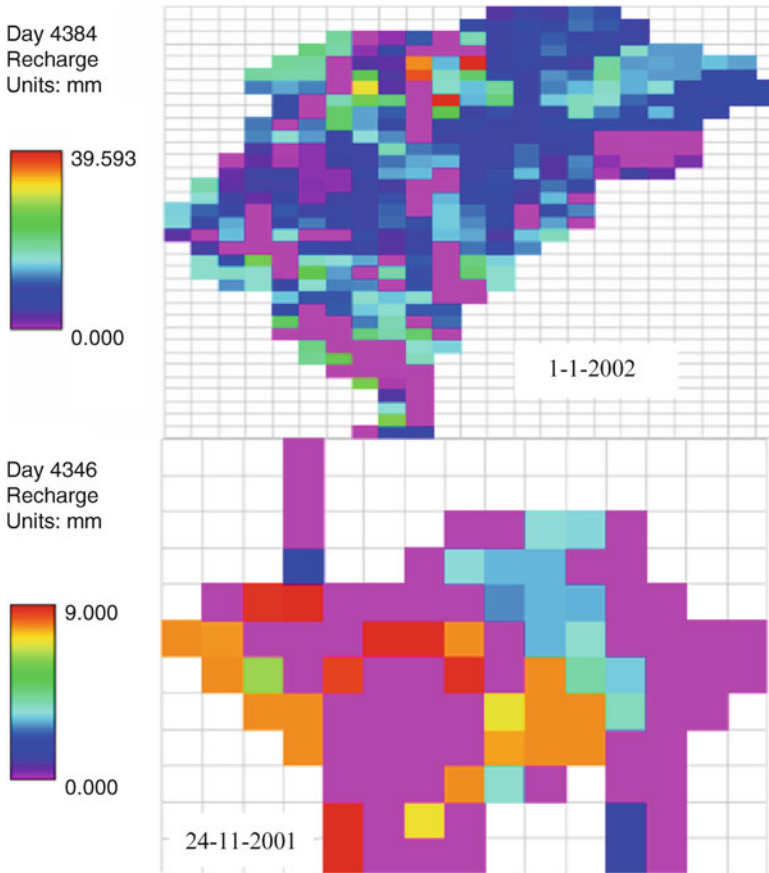 Day 4384
Recharge
Units: mm
39.593
0.000
1-1-2002
Day 4346
Recharge
Units: mm
9.000
0.000
24-11-2001